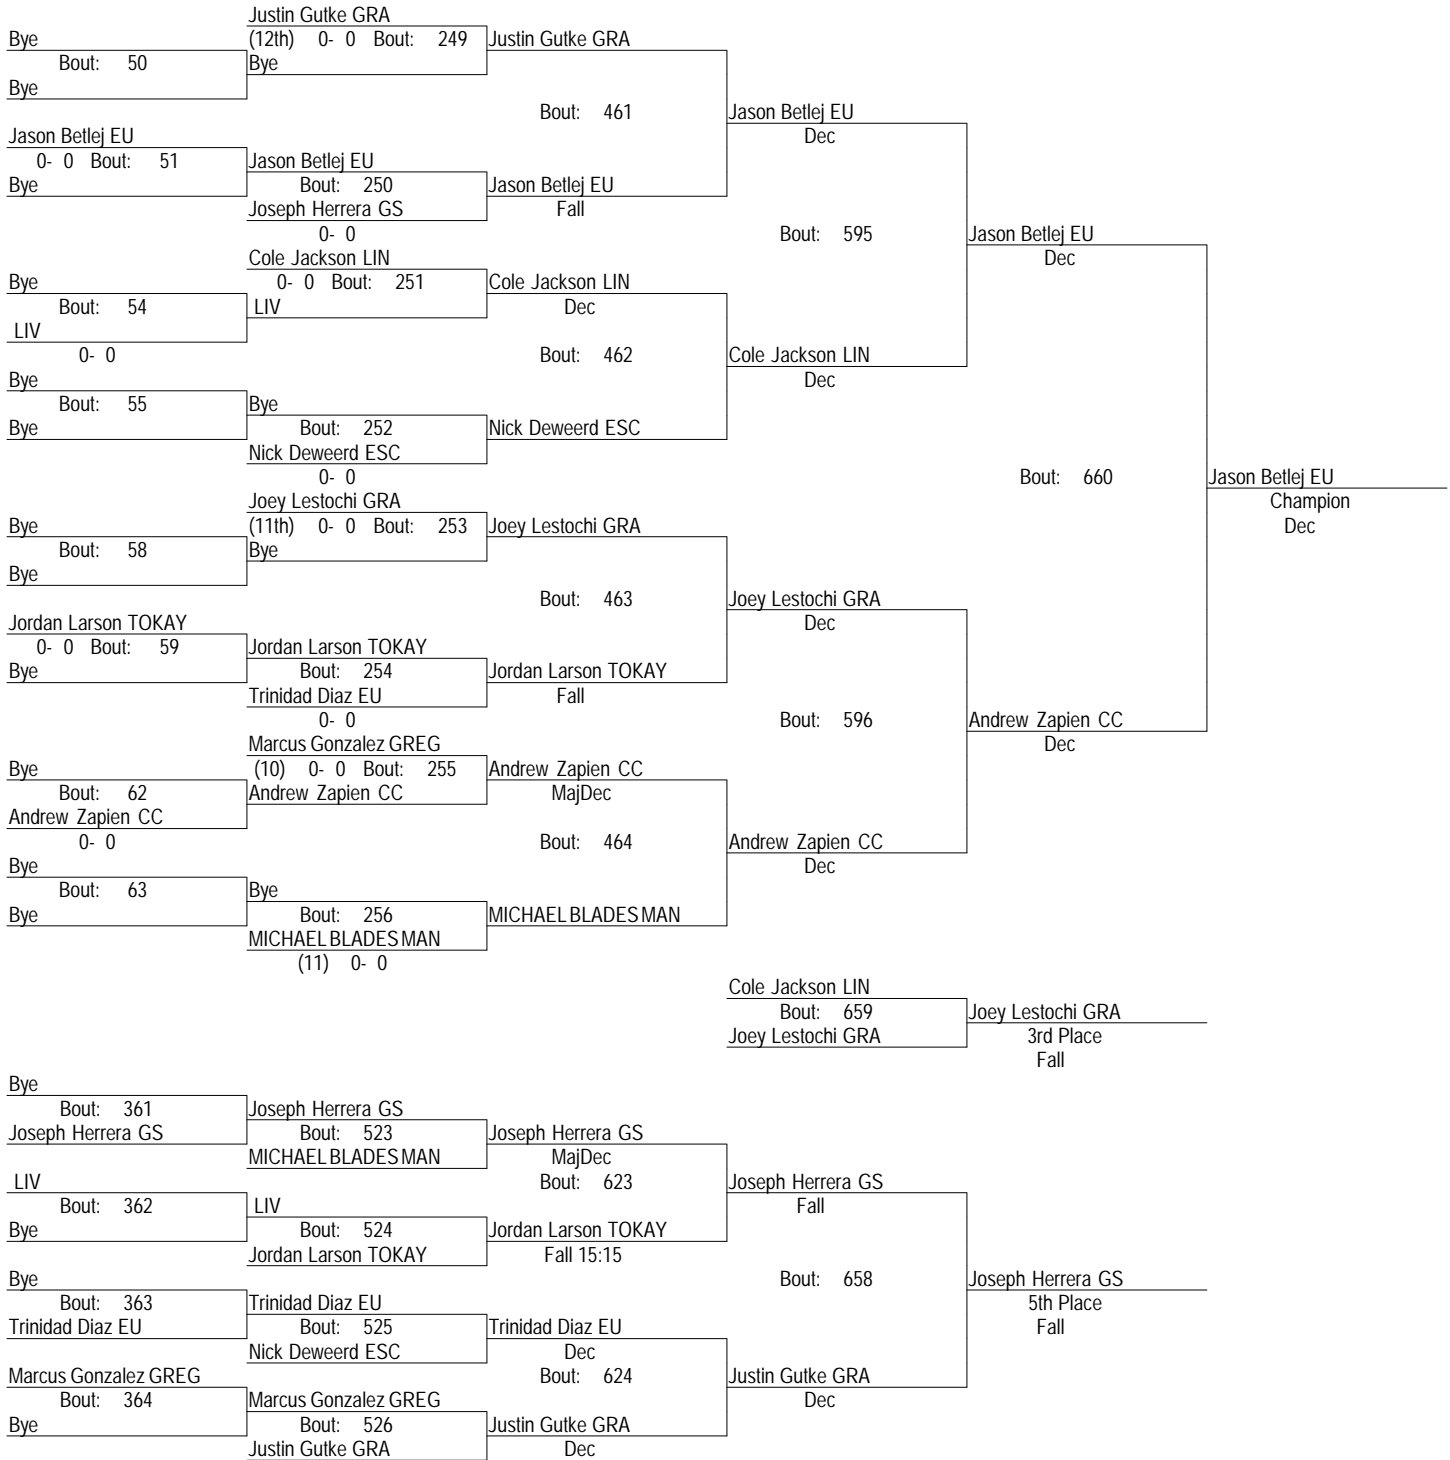 Justin Gutke GRA
Bye (12th) 0- 0 Bout: 249 Justin Gutke GRA
Bout: 50 Bye
Bye
Bout: 461 Jason Betlej EU
Jason Betlej EU Dec
0- 0 Bout: 51 Jason Betlej EU
Bye Bout: 250 Jason Betlej EU
Joseph Herrera GS Fall
0- 0 Bout: 595 Jason Betlej EU
Cole Jackson LIN Dec
Bye 0- 0 Bout: 251 Cole Jackson LIN
Bout: 54 LIV Dec
LIV
0- 0 Bout: 462 Cole Jackson LIN
Bye Dec
Bout: 55 Bye
Bye Bout: 252 Nick Deweerd ESC
Nick Deweerd ESC
0- 0 Bout: 660 Jason Betlej EU
Joey Lestochi GRA Champion
Bye (11th) 0- 0 Bout: 253 Joey Lestochi GRA Dec
Bout: 58 Bye
Bye
Bout: 463 Joey Lestochi GRA
Jordan Larson TOKAY Dec
0- 0 Bout: 59 Jordan Larson TOKAY
Bye Bout: 254 Jordan Larson TOKAY
Trinidad Diaz EU Fall
0- 0 Bout: 596 Andrew Zapien CC
Marcus Gonzalez GREG Dec
Bye (10) 0- 0 Bout: 255 Andrew Zapien CC
Bout: 62 Andrew Zapien CC MajDec
Andrew Zapien CC
0- 0 Bout: 464 Andrew Zapien CC
Bye Dec
Bout: 63 Bye
Bye Bout: 256 MICHAEL BLADES MAN
MICHAEL BLADES MAN
(11) 0- 0
Cole Jackson LIN
Bout: 659 Joey Lestochi GRA
Joey Lestochi GRA 3rd Place
Fall
Bye
Bout: 361 Joseph Herrera GS
Joseph Herrera GS Bout: 523 Joseph Herrera GS
MICHAEL BLADES MAN MajDec
LIV Bout: 623 Joseph Herrera GS
Bout: 362 LIV Fall
Bye Bout: 524 Jordan Larson TOKAY
Jordan Larson TOKAY Fall 15:15
Bye Bout: 658 Joseph Herrera GS
Bout: 363 Trinidad Diaz EU 5th Place
Trinidad Diaz EU Bout: 525 Trinidad Diaz EU Fall
Nick Deweerd ESC Dec
Marcus Gonzalez GREG Bout: 624 Justin Gutke GRA
Bout: 364 Marcus Gonzalez GREG Dec
Bye Bout: 526 Justin Gutke GRA
Justin Gutke GRA Dec